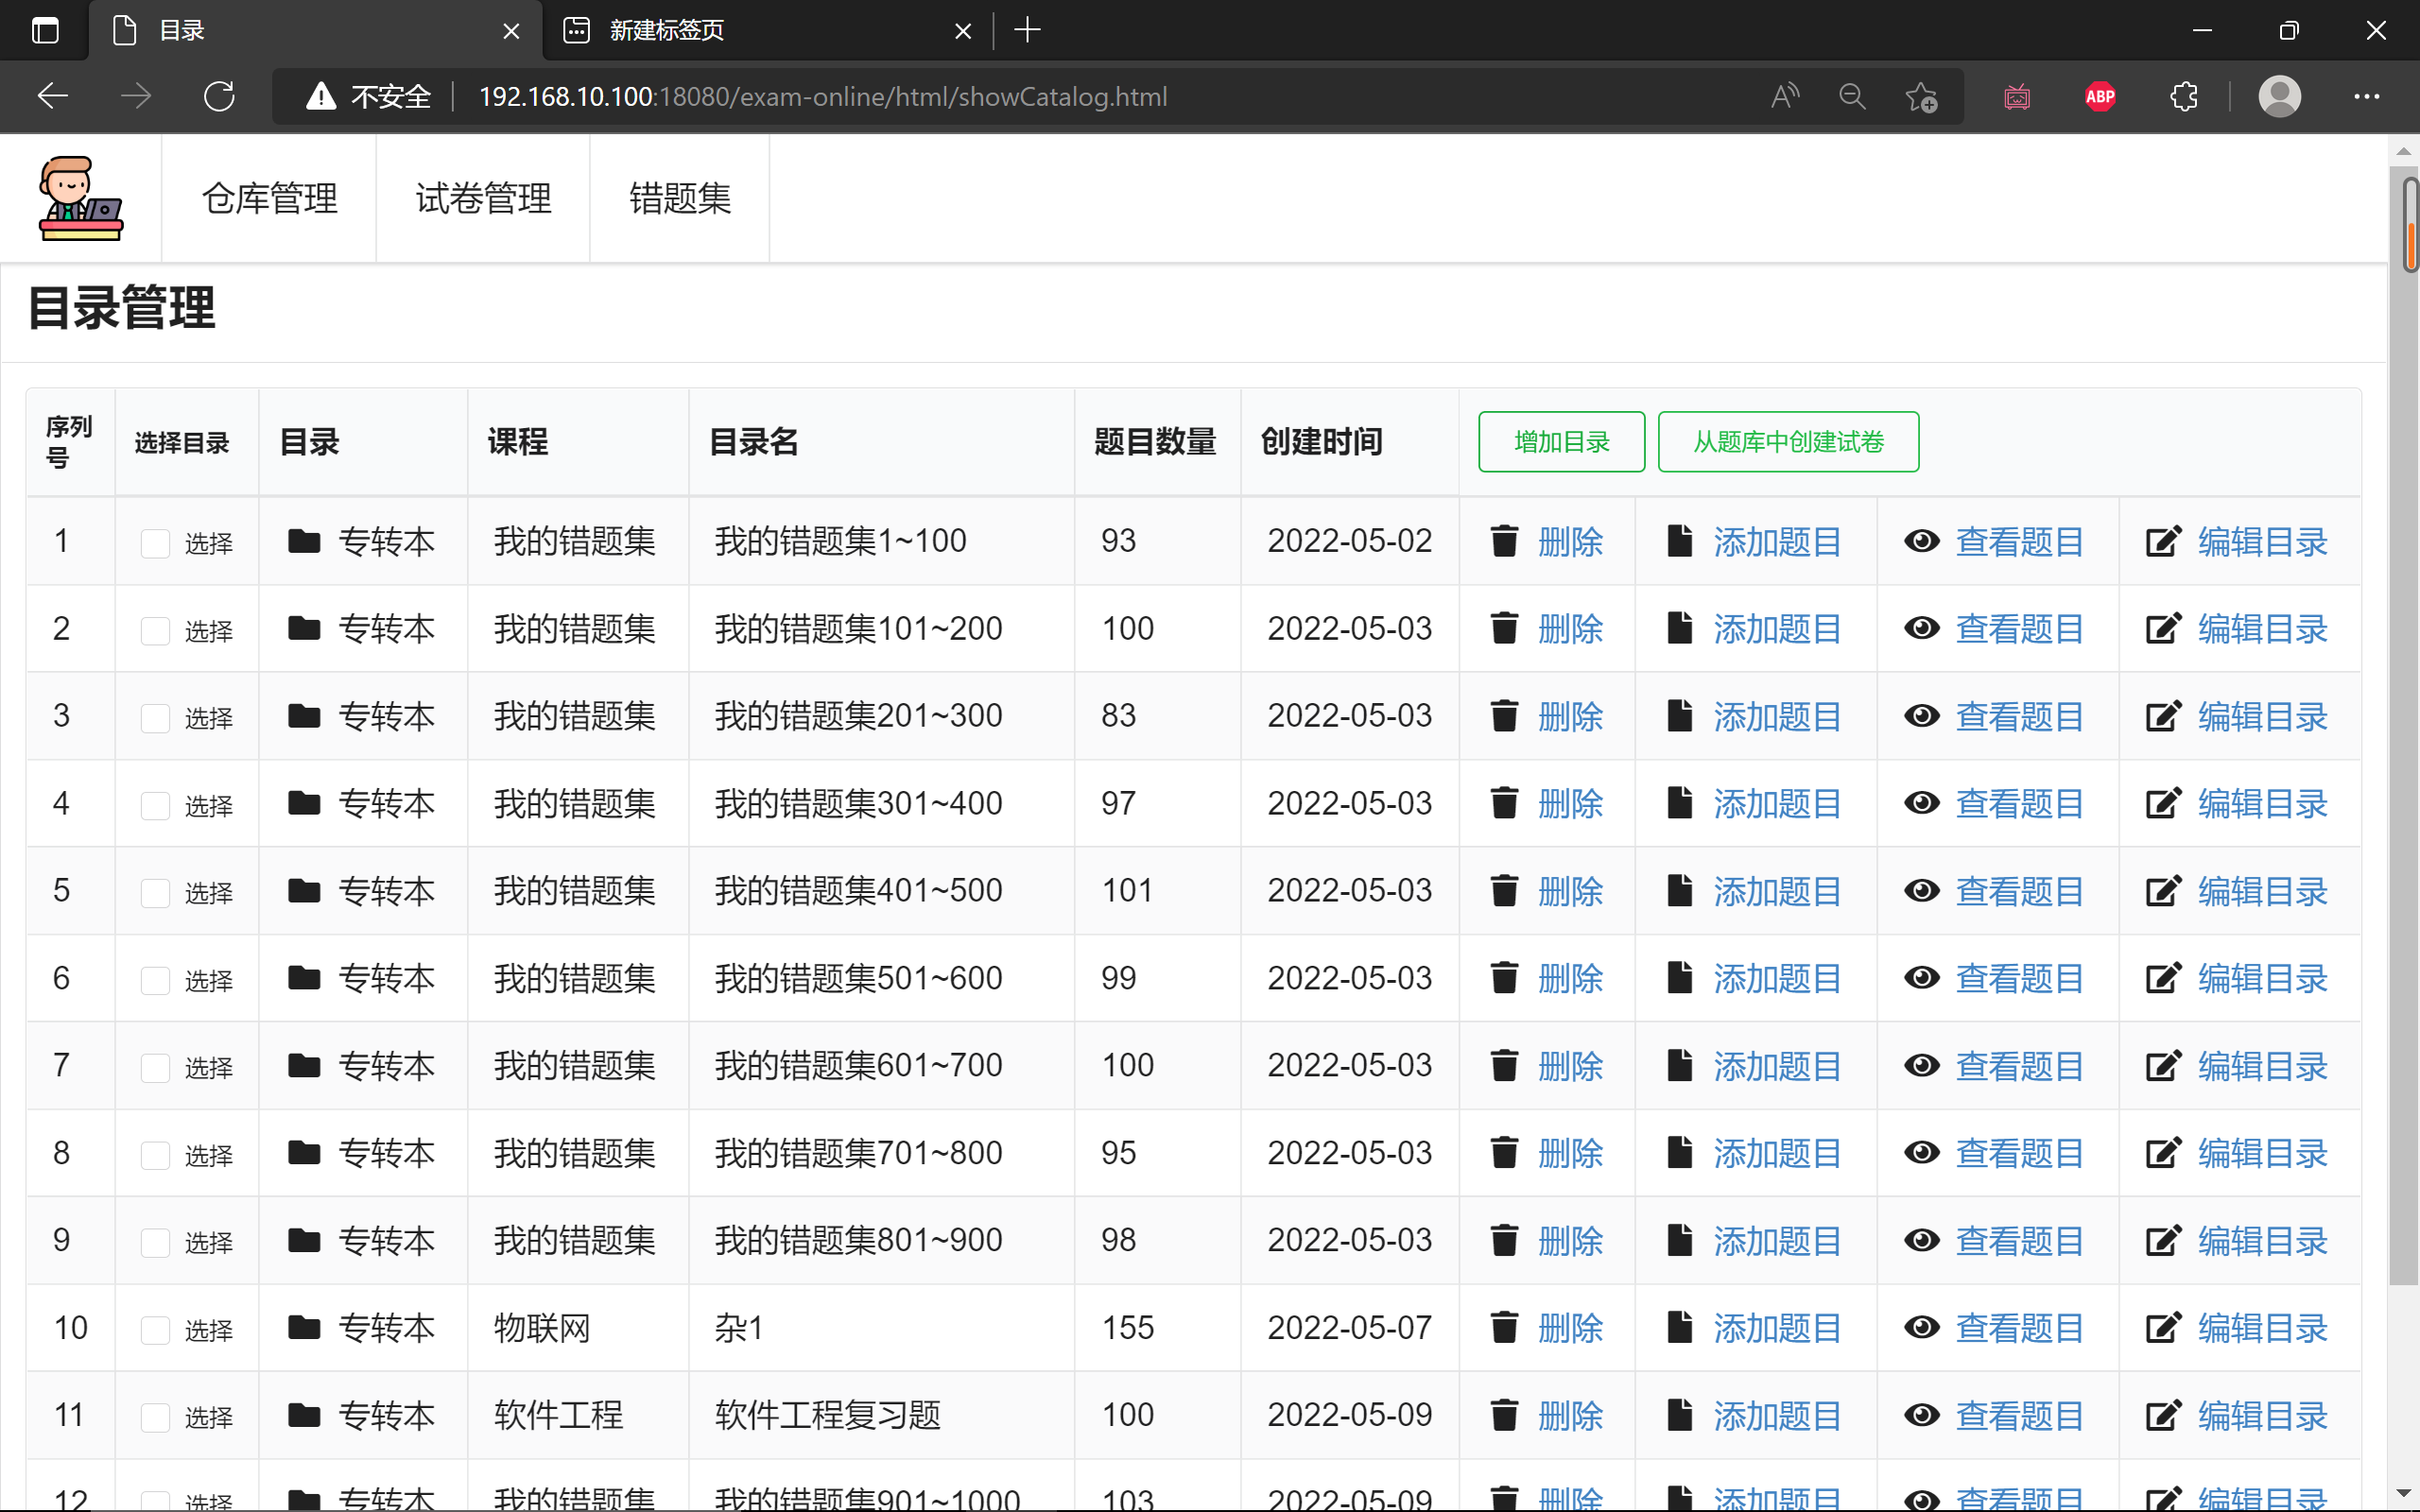 目录
新建标签页
不安全 192.168.10.100:18080/exam-online/html/showCatalog.html
ABP
仓库管理 试卷管理 错题集
目录管理
序列号 选择目录 目录 课程 目录名 题目数量 创建时间 增加目录 从题库中创建试卷
1 选择 专转本 我的错题集 我的错题集1~100 93 2022-05-02 删除 添加题目 查看题目 编辑目录
2 选择 专转本 我的错题集 我的错题集101~200 100 2022-05-03 删除 添加题目 查看题目 编辑目录
3 选择 专转本 我的错题集 我的错题集201~300 83 2022-05-03 删除 添加题目 查看题目 编辑目录
4 选择 专转本 我的错题集 我的错题集301~400 97 2022-05-03 删除 添加题目 查看题目 编辑目录
5 选择 专转本 我的错题集 我的错题集401~500 101 2022-05-03 删除 添加题目 查看题目 编辑目录
6 选择 专转本 我的错题集 我的错题集501~600 99 2022-05-03 删除 添加题目 查看题目 编辑目录
7 选择 专转本 我的错题集 我的错题集601~700 100 2022-05-03 删除 添加题目 查看题目 编辑目录
8 选择 专转本 我的错题集 我的错题集701~800 95 2022-05-03 删除 添加题目 查看题目 编辑目录
9 选择 专转本 我的错题集 我的错题集801~900 98 2022-05-03 删除 添加题目 查看题目 编辑目录
10 选择 专转本 物联网 杂1 155 2022-05-07 删除 添加题目 查看题目 编辑目录
11 选择 专转本 软件工程 软件工程复习题 100 2022-05-09 删除 添加题目 查看题目 编辑目录
12 选择 专转本 我的错题集 我的错题集901~1000 103 2022-05-09 删除 添加题目 查看题目 编辑目录